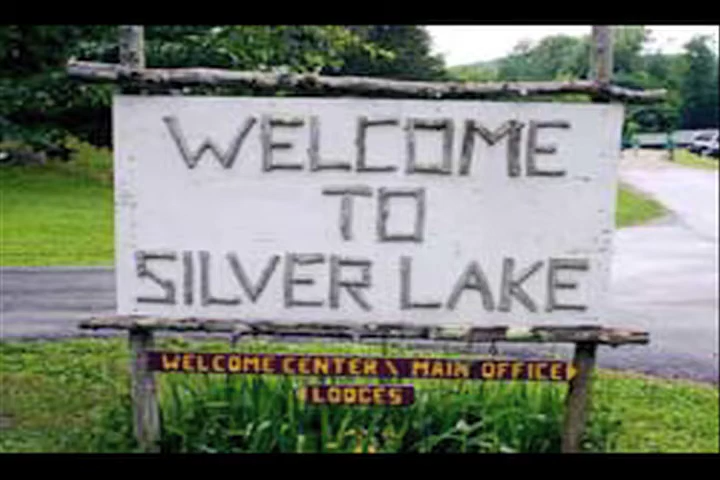 WELCOME
TO
SILVER LAKE
WELCOME CENTER \ MAIN OFFICE
LODGES